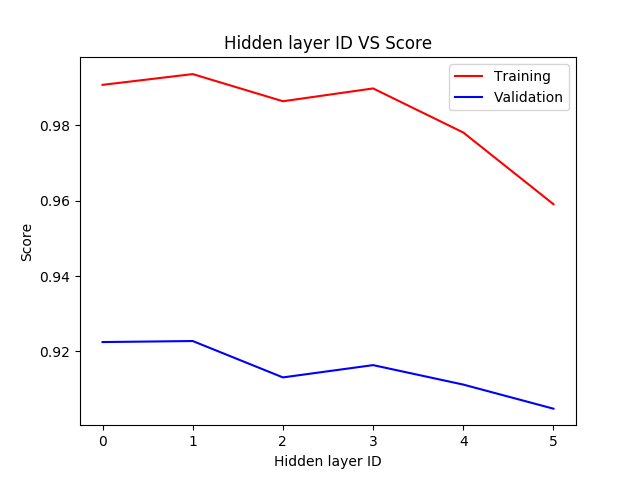 Hidden layer ID VS Score
Training
Validation
0.98
0.96
0.94
0.92
Score
0
1
2
3
4
5
Hidden layer ID